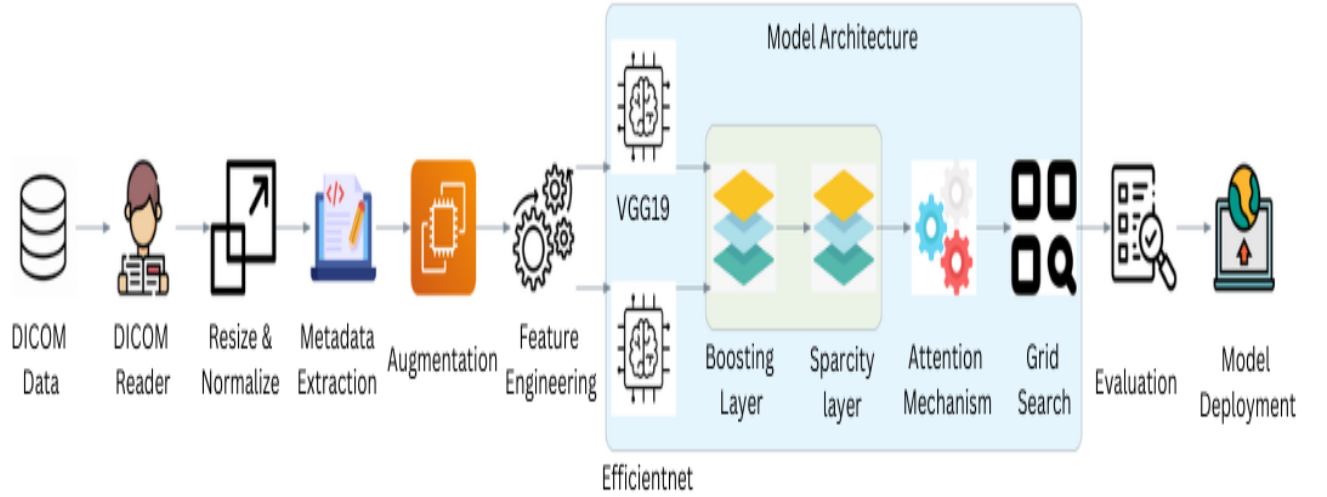 Model Architecture
VGG19
DICOM
Data
DICOM
Reader
Resize &
Normalize
Metadata
Extraction
Augmentation
Feature
Engineering
Boosting
Layer
Sparcity
layer
Attention
Mechanism
Grid
Search
Evaluation
Model
Deployment
Efficientnet